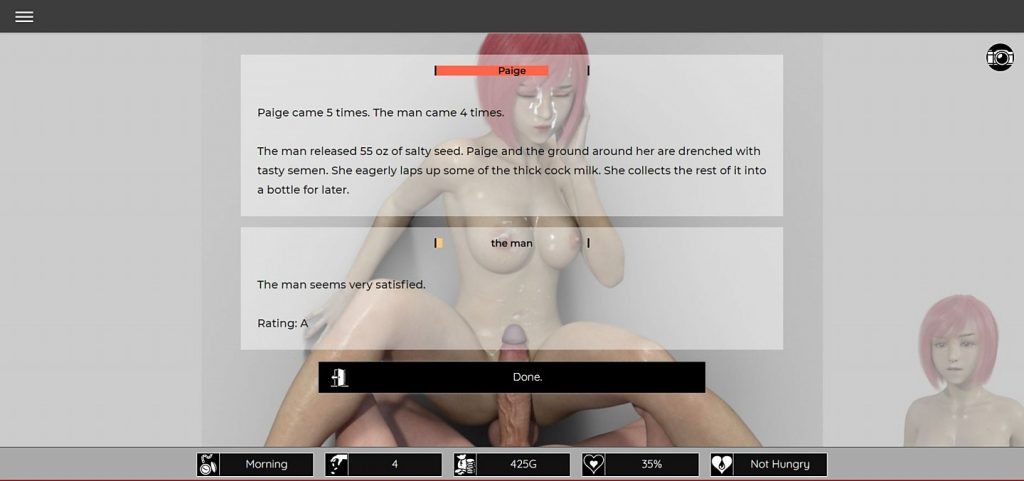 Paige
Paige came 5 times. The man came 4 times.
The man released 55 oz of salty seed. Paige and the ground around her are drenched with
tasty semen. She eagerly laps up some of the thick cock milk. She collects the rest of it into
a bottle for later.
the man
The man seems very satisfied.
Rating: A
Done.
Morning
4
425G
35%
Not Hungry